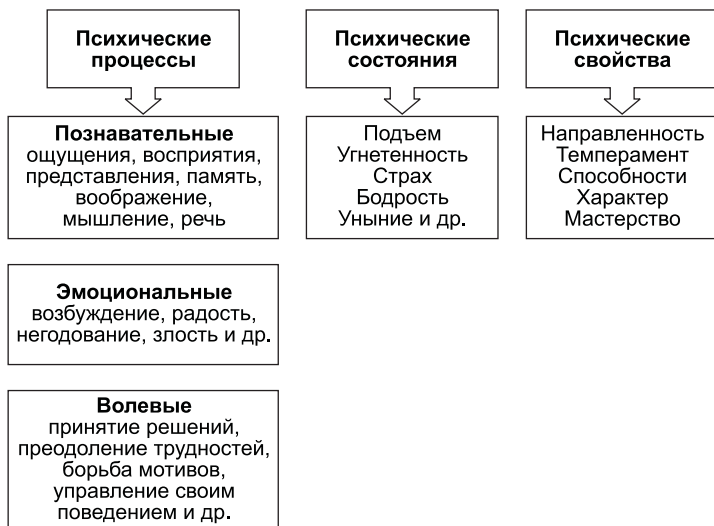 Психические
процессы
Психические
состояния
Психические
свойства
Познавательные
ощущения, восприятия,
представления, память,
воображение,
мышление, речь
Подъем
Угнетенность
Страх
Бодрость
Уныние и др.
Направленность
Темперамент
Способности
Характер
Мастерство
Эмоциональные
возбуждение, радость,
негодование, злость и др.
Волевые
принятие решений,
преодоление трудностей,
борьба мотивов,
управление своим
поведением и др.